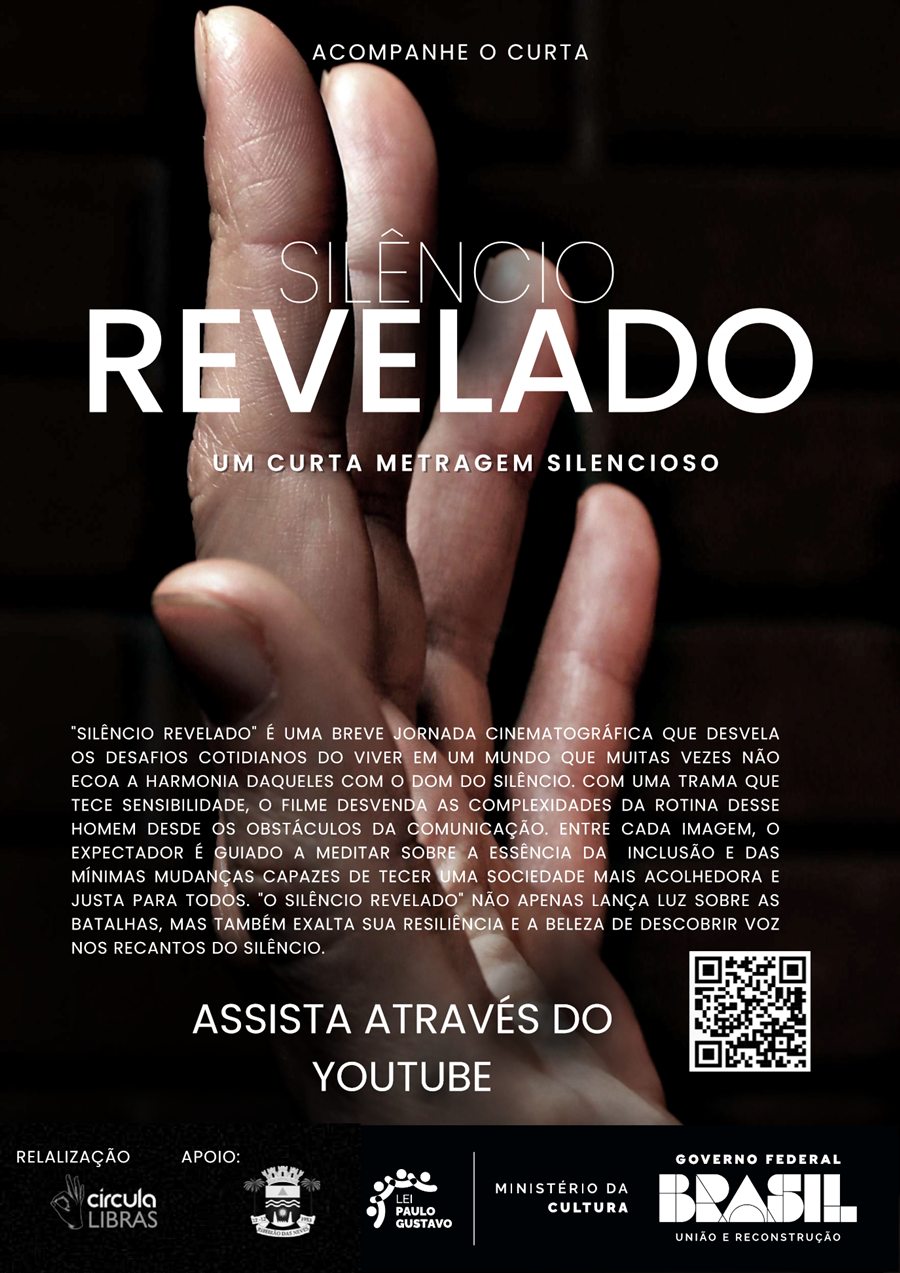 ACOMPANHE O CURTA
SILÊNCIO
REVELADO
UM CURTA METRAGEM SILENCIOSO
"SILÊNCIO REVELADO" É UMA BREVE JORNADA CINEMATOGRÁFICA QUE DESVELA
OS DESAFIOS COTIDIANOS DO VIVER EM UM MUNDO QUE MUITAS VEZES NÃO
ECOA A HARMONIA DAQUELES COM O DOM DO SILÊNCIO. COM UMA TRAMA QUE
TECE SENSIBILIDADE, O FILME DESVENDA AS COMPLEXIDADES DA ROTINA DESSE
HOMEM DESDE OS OBSTÁCULOS DA COMUNICAÇÃO. ENTRE CADA IMAGEM, O
EXPECTADOR É GUIADO A MEDITAR SOBRE A ESSÊNCIA DA INCLUSÃO E DAS
MÍNIMAS MUDANÇAS CAPAZES DE TECER UMA SOCIEDADE MAIS ACOLHEDORA E
JUSTA PARA TODOS. "O SILÊNCIO REVELADO" NÃO APENAS LANÇA LUZ SOBRE AS
BATALHAS, MAS TAMBÉM EXALTA SUA RESILIÊNCIA E A BELEZA DE DESCOBRIR VOZ
NOS RECANTOS DO SILÊNCIO.
ASSISTA ATRAVÉS DO
YOUTUBE
RELALIZAÇÃO
círcula
LIBRAS
APOIO:
RIBEIRÃO DAS NEVES
LEI
PAULO
GUSTAVO
MINISTÉRIO DA
CULTURA
GOVERNO FEDERAL
BRASIL
UNIÃO E RECONSTRUÇÃO